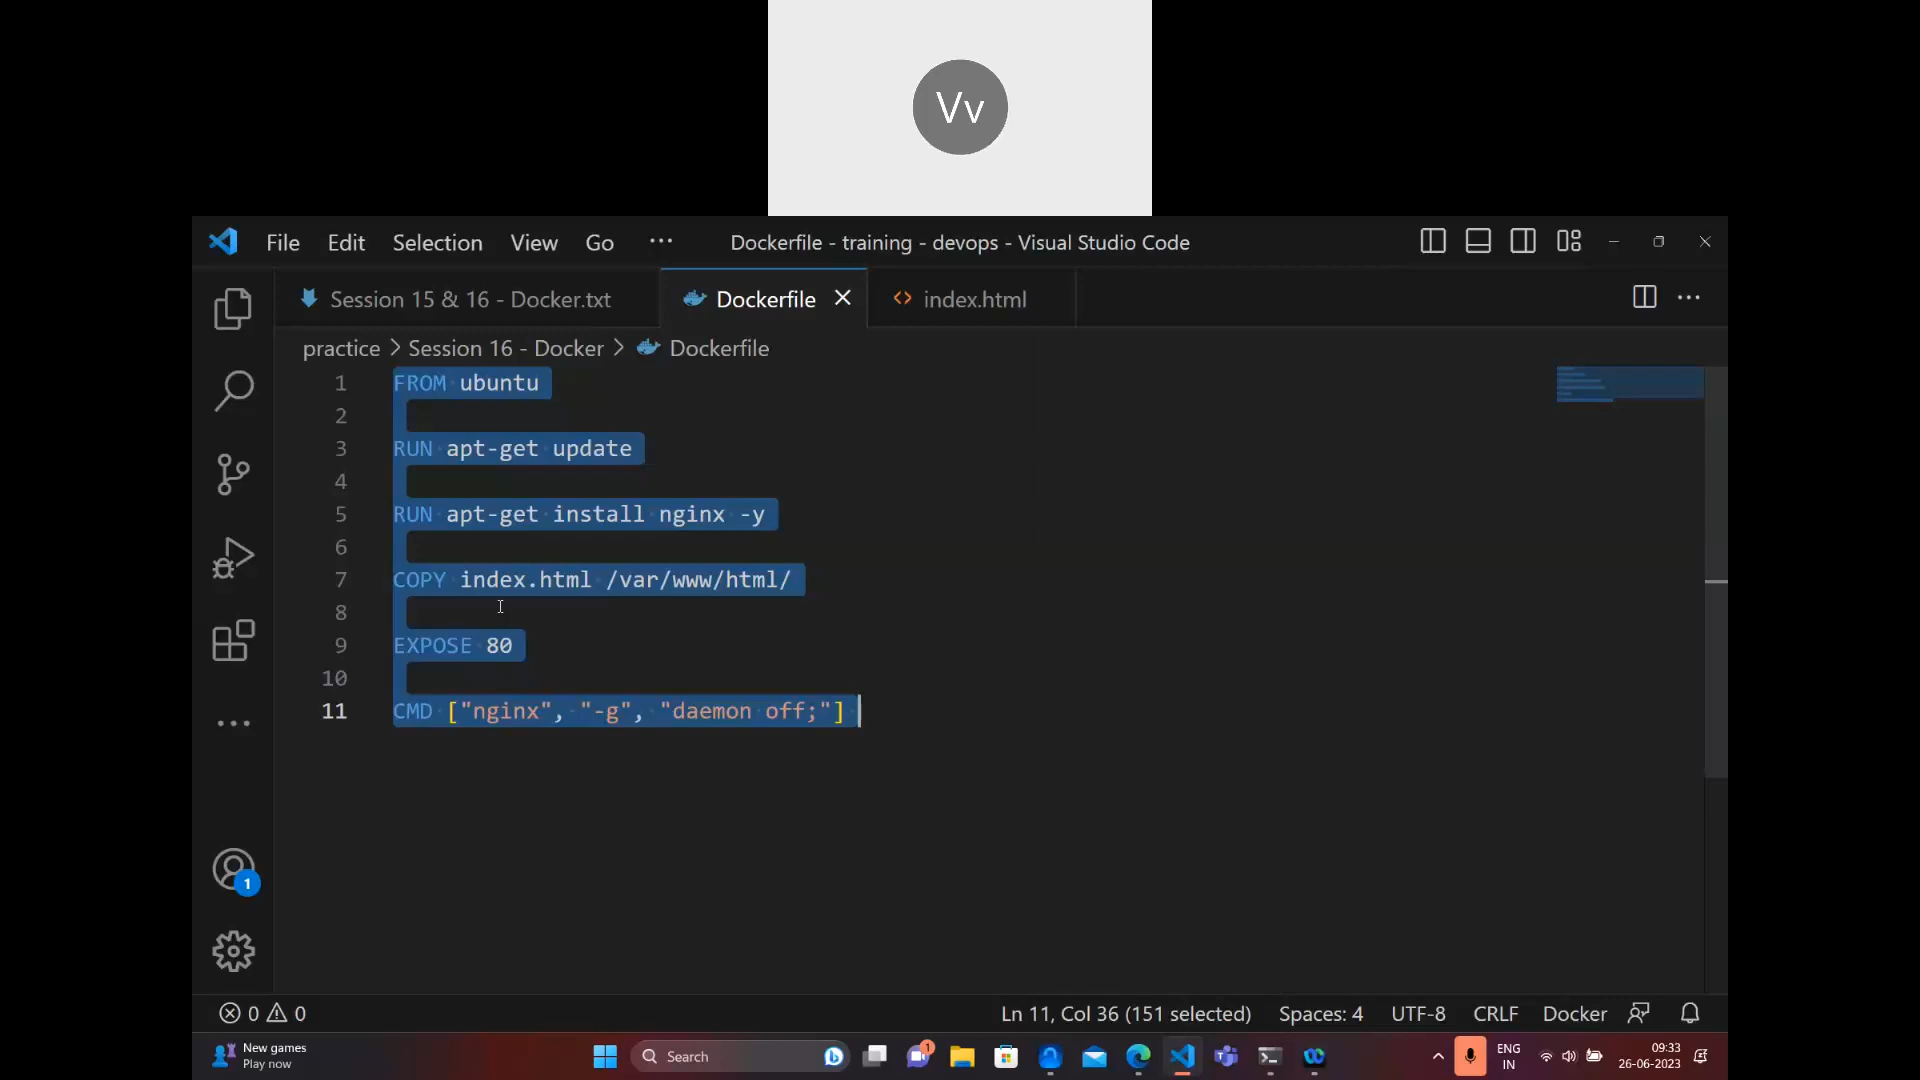 Vv
File Edit Selection View Go ··· Dockerfile - training - devops - Visual Studio Code
Session 15 & 16 - Docker.txt Dockerfile index.html
practice > Session 16 - Docker > Dockerfile
1 FROM ubuntu
2
3 RUN apt-get update
4
5 RUN apt-get install nginx -y
6
7 COPY index.html /var/www/html/
8
9 EXPOSE 80
10
11 CMD ["nginx", "-g", "daemon off;"]
1
0 0 Ln 11, Col 36 (151 selected) Spaces: 4 UTF-8 CRLF Docker
New games
Play now
Search
1
ENG
IN
09:33
26-06-2023